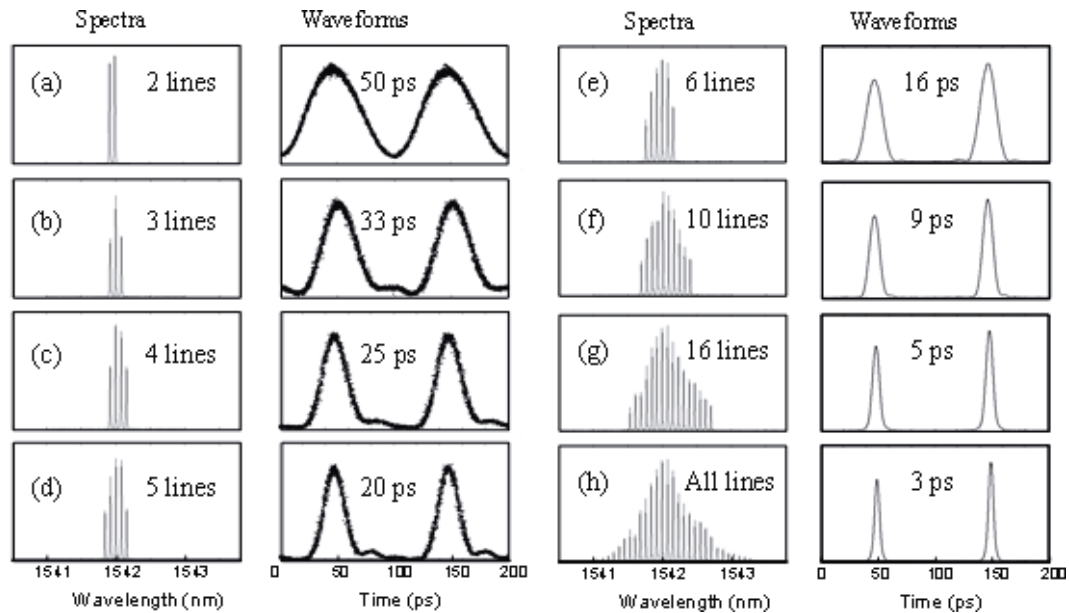 Spectra Waveforms Spectra Waveforms
(a) 2 lines 50 ps (e) 6 lines 16 ps
(b) 3 lines 33 ps (f) 10 lines 9 ps
(c) 4 lines 25 ps (g) 16 lines 5 ps
(d) 5 lines 20 ps (h) All lines 3 ps
1541 1542 1543 0 50 100 150 200 1541 1542 1543 0 50 100 150 200
Wavelength (nm) Time (ps) Wavelength (nm) Time (ps)